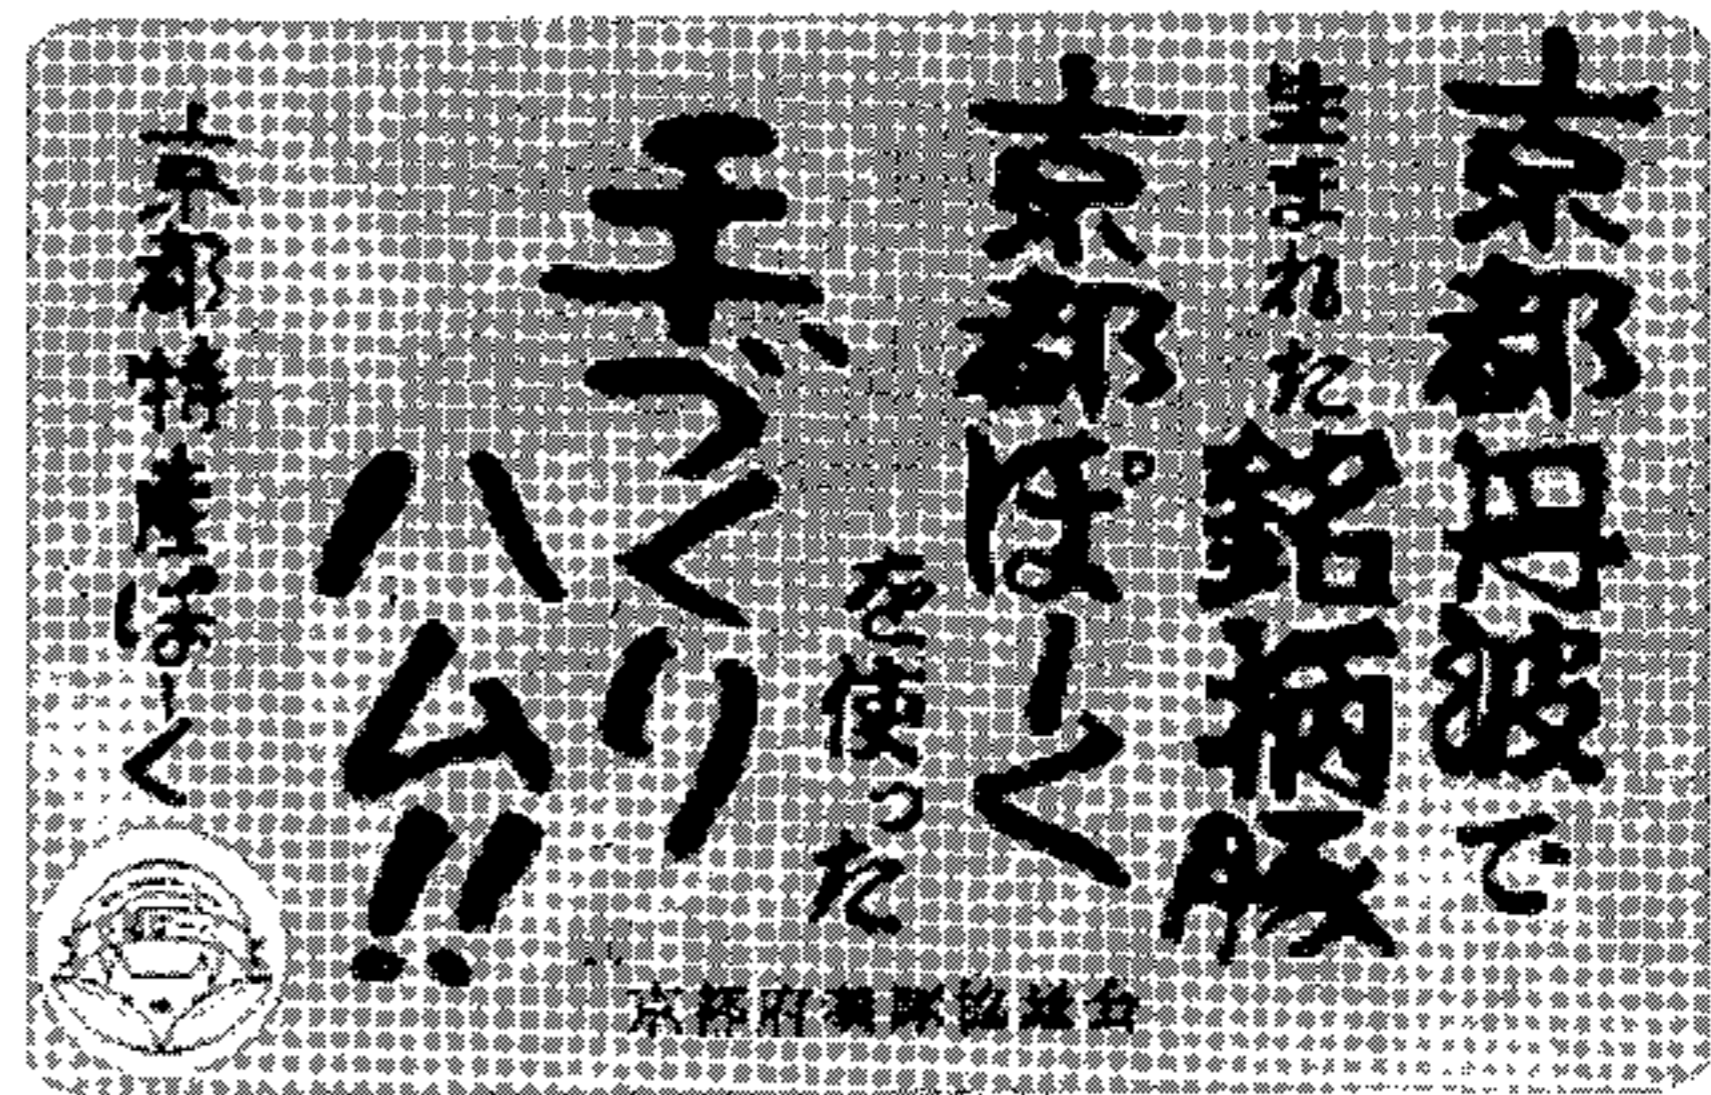 京都丹波で
生まれた銘柄豚
京都ぽーく
を使った
手づくり
ハム!!
京都特産ぽーく
京都府養豚協議会